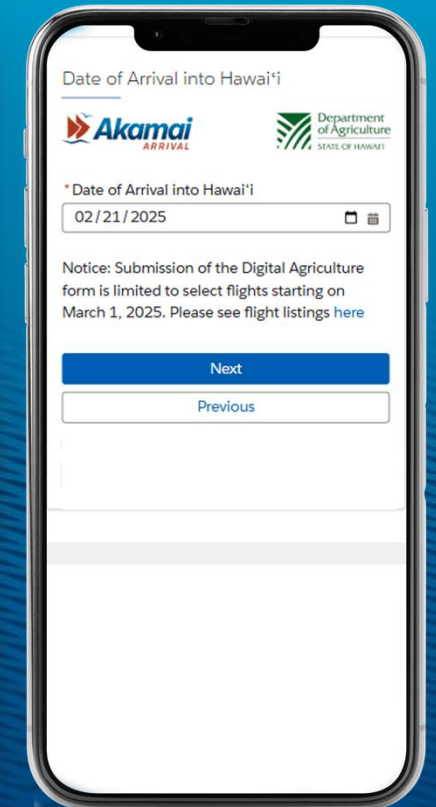 Date of Arrival into Hawaiʻi
Akamai
ARRIVAL
Department
of Agriculture
STATE OF HAWAIʻI
*Date of Arrival into Hawaiʻi
02/21/2025
Notice: Submission of the Digital Agriculture
form is limited to select flights starting on
March 1, 2025. Please see flight listings here
Next
Previous